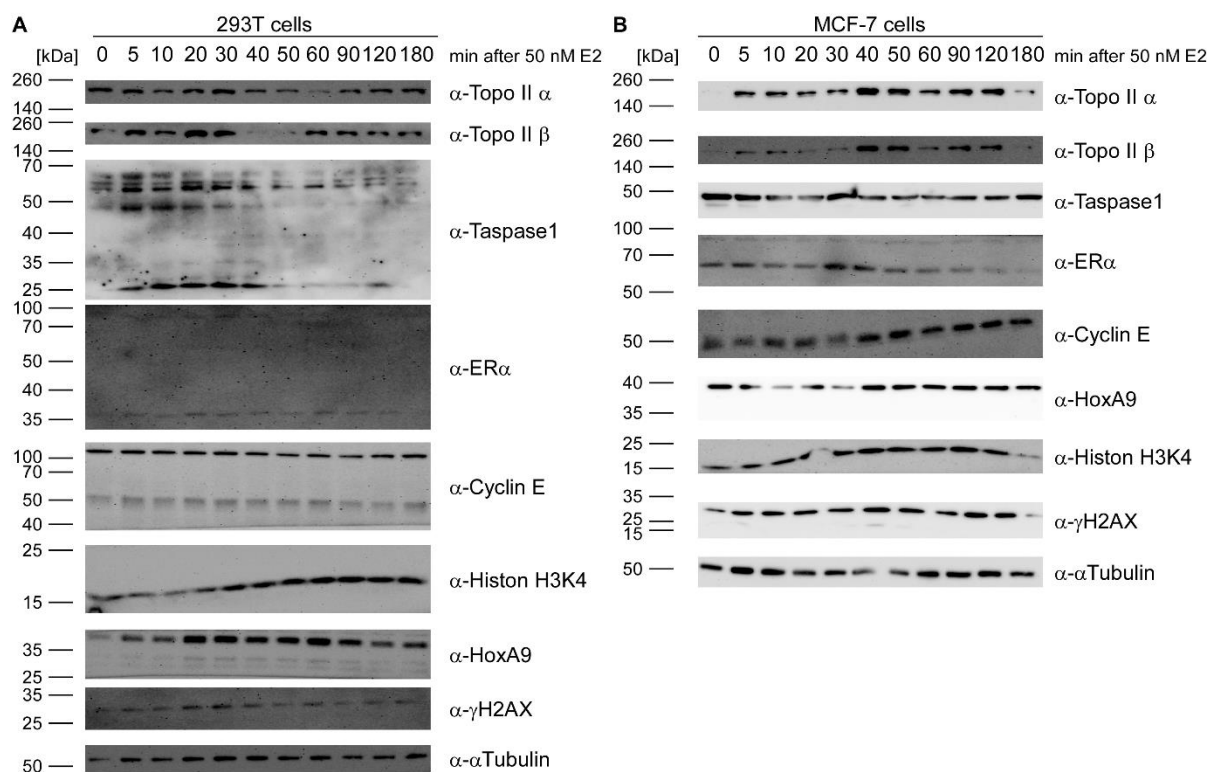 A
293T cells
[kDa] 0 5 10 20 30 40 50 60 90 120 180 min after 50 nM E2
260
α-Topo II α
140
260
α-Topo II β
140
70
50
α-Taspase1
40
35
25
100
70
50
α-ERα
40
35
100
70
α-Cyclin E
50
40
25
α-Histon H3K4
15
35
α-HoxA9
25
35
α-γH2AX
25
α-αTubulin
50
B
MCF-7 cells
[kDa] 0 5 10 20 30 40 50 60 90 120 180 min after 50 nM E2
260
α-Topo II α
140
260
α-Topo II β
140
50
α-Taspase1
100
70
α-ERα
50
α-Cyclin E
50
40
α-HoxA9
35
25
α-Histon H3K4
15
35
α-γH2AX
25
15
50
α-αTubulin